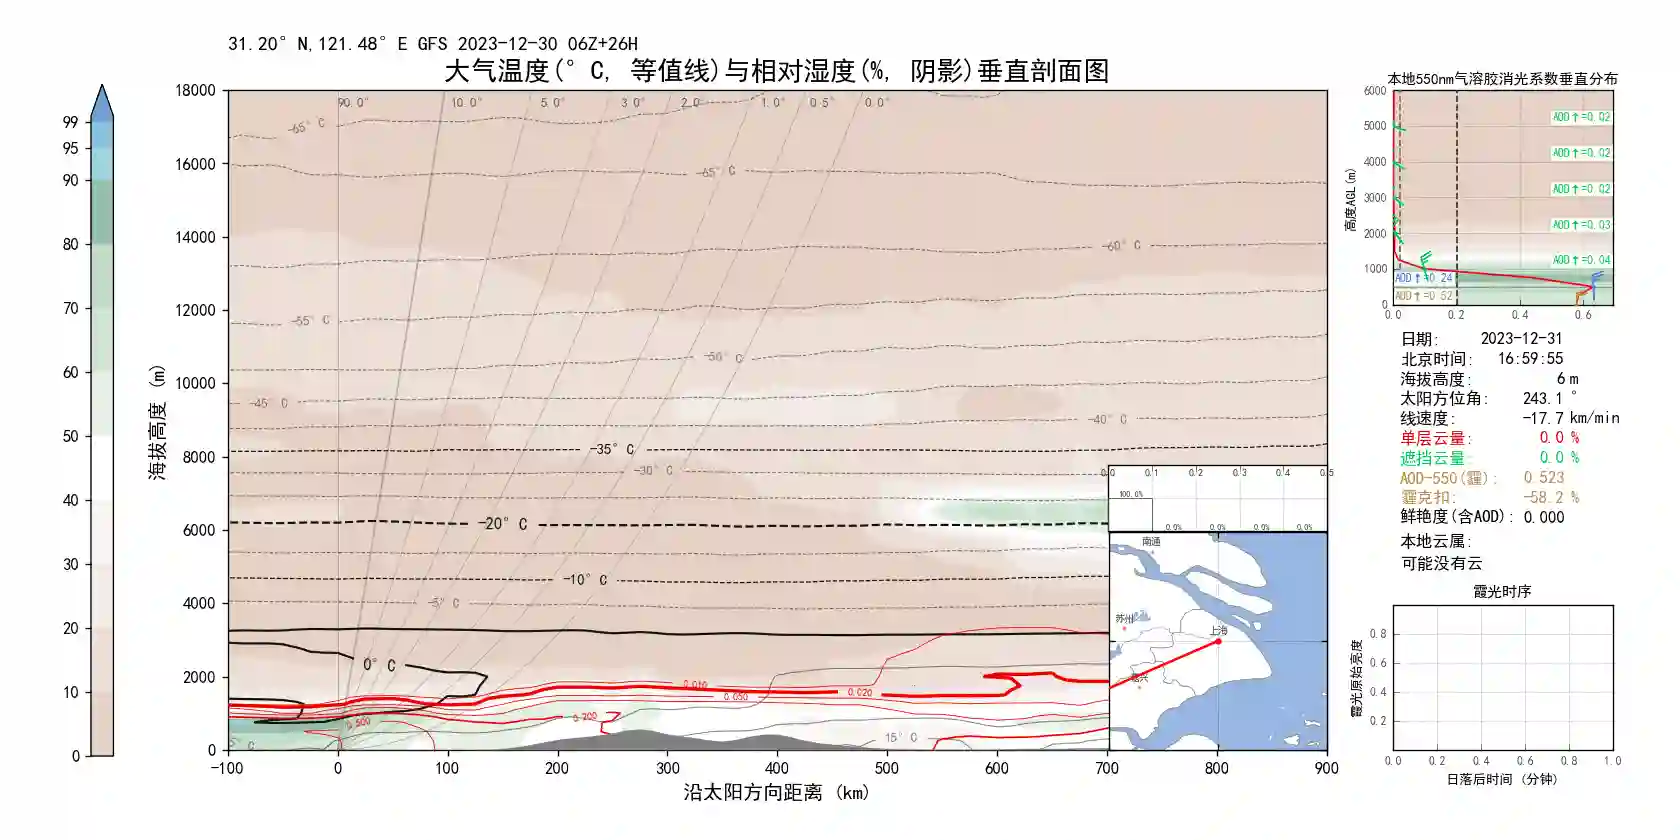 31.20° N,121.48° E GFS 2023-12-30 06Z+26H
大气温度(° C, 等值线)与相对湿度(%, 阴影)垂直剖面图
99
95
90
80
70
60
50
40
30
20
10
0
海拔高度 (m)
18000
16000
14000
12000
10000
8000
6000
4000
2000
0
90.0° 10.0° 5.0° 3.0° 2.0° 1.0° 0.5° 0.0°
-65° C
-65° C
-60° C
-55° C
-50° C
-45° C
-40° C
-35° C
-30° C
-20° C
-10° C
-5° C
0° C
0.010
0.050
0.020
0.500
0.200
15° C
5° C
-100 0 100 200 300 400 500 600 700 800 900
沿太阳方向距离 (km)
0.0 0.1 0.2 0.3 0.4 0.5
100.0%
0.0% 0.0% 0.0% 0.0%
南通
苏州
上海
嘉兴
本地550nm气溶胶消光系数垂直分布
高度AGL(m)
6000
5000
4000
3000
2000
1000
0
AOD↑=0.02
AOD↑=0.02
AOD↑=0.02
AOD↑=0.03
AOD↑=0.04
AOD↑=0.24
AOD↑=0.52
0.0 0.2 0.4 0.6
日期: 2023-12-31
北京时间: 16:59:55
海拔高度: 6 m
太阳方位角: 243.1 °
线速度: -17.7 km/min
单层云量: 0.0 %
遮挡云量: 0.0 %
AOD-550(霾): 0.523
霾克扣: -58.2 %
鲜艳度(含AOD): 0.000
本地云属:
可能没有云
霞光时序
霞光原始亮度
0.8
0.6
0.4
0.2
0.0 0.2 0.4 0.6 0.8 1.0
日落后时间 (分钟)